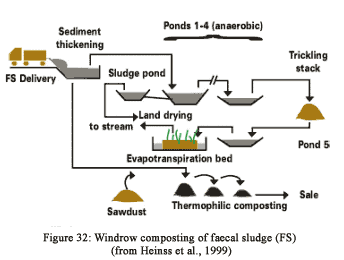 Ponds 1-4 (anaerobic)
Sediment
thickening
Trickling
stack
FS Delivery
Sludge pond
Land drying
to stream
Pond 5
Evapotranspiration bed
Sawdust
Thermophilic composting
Sale
Figure 32: Windrow composting of faecal sludge (FS)
(from Heinss et al., 1999)